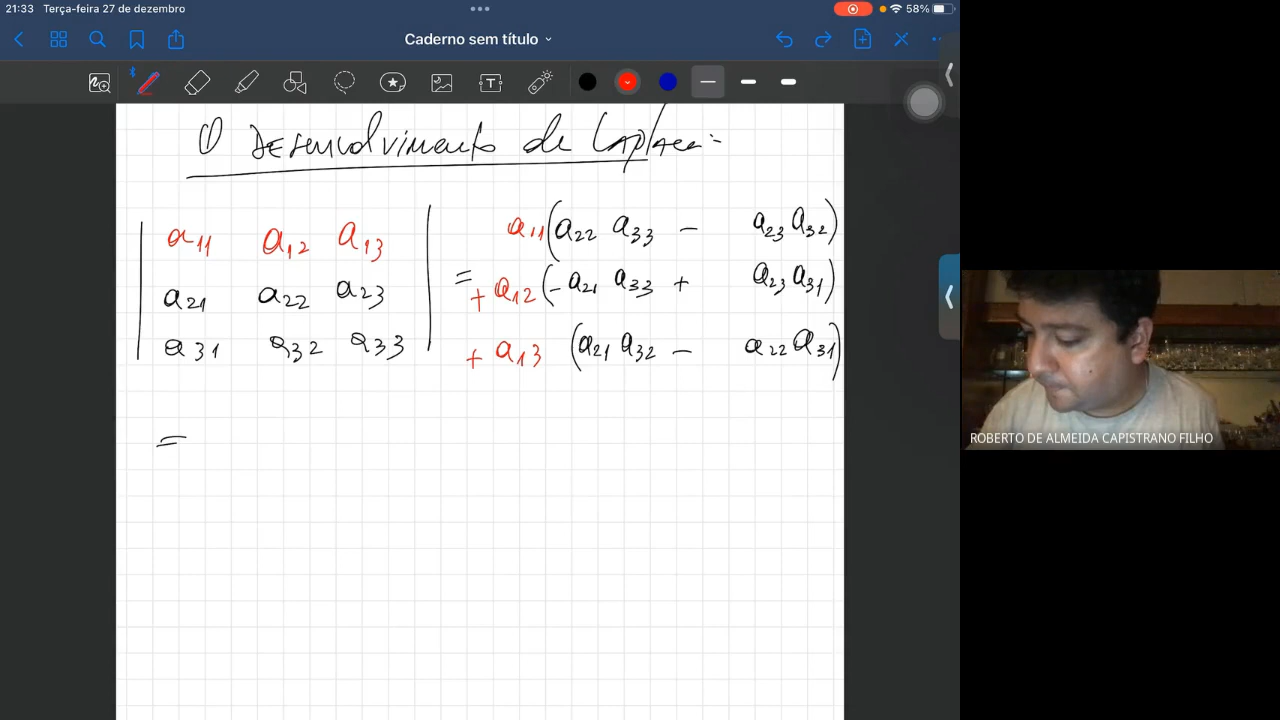 21:33 Terça-feira 27 de dezembro 58%
Caderno sem título
① Desenvolvimento de Laplace:
| a11 a12 a13 | = a11 (a22 a33 − a23 a32)
| a21 a22 a23 | + a12 (−a21 a33 + a23 a31)
| a31 a32 a33 | + a13 (a21 a32 − a22 a31)
=
ROBERTO DE ALMEIDA CAPISTRANO FILHO